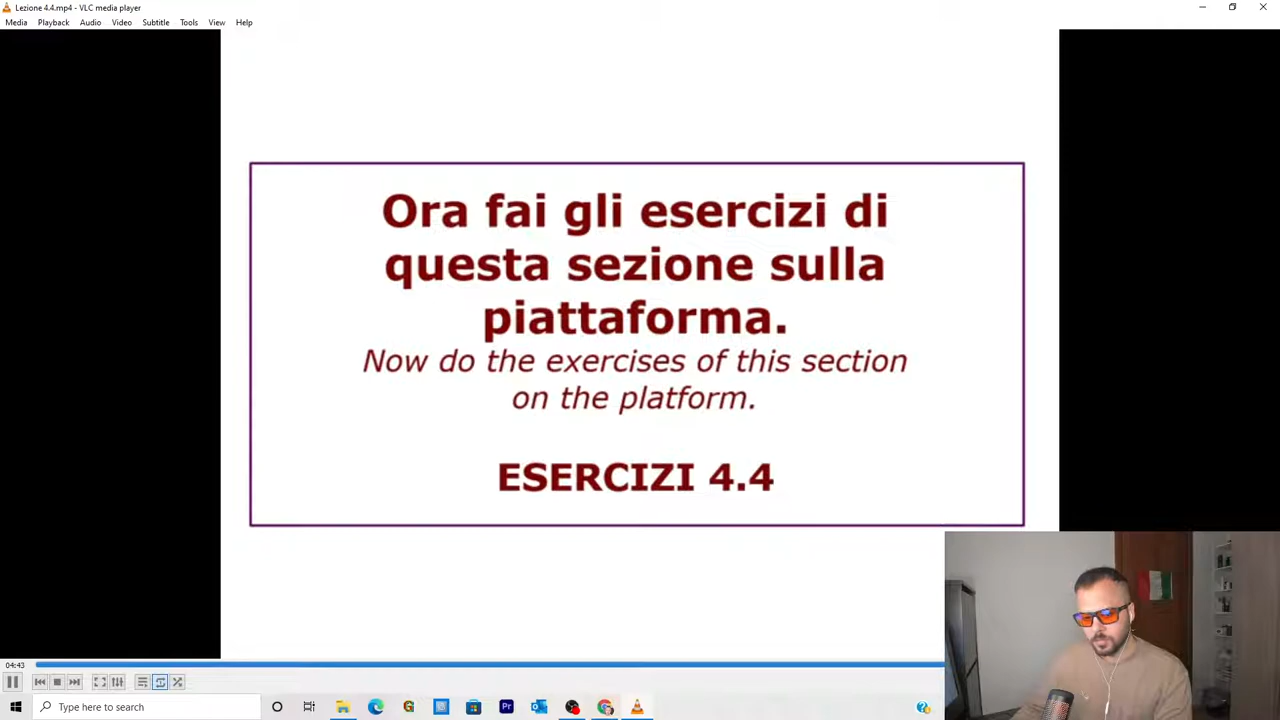 Lezione 4.4.mp4 - VLC media player
Media Playback Audio Video Subtitle Tools View Help
Ora fai gli esercizi di
questa sezione sulla
piattaforma.
Now do the exercises of this section
on the platform.
ESERCIZI 4.4
04:43
Type here to search
Pr